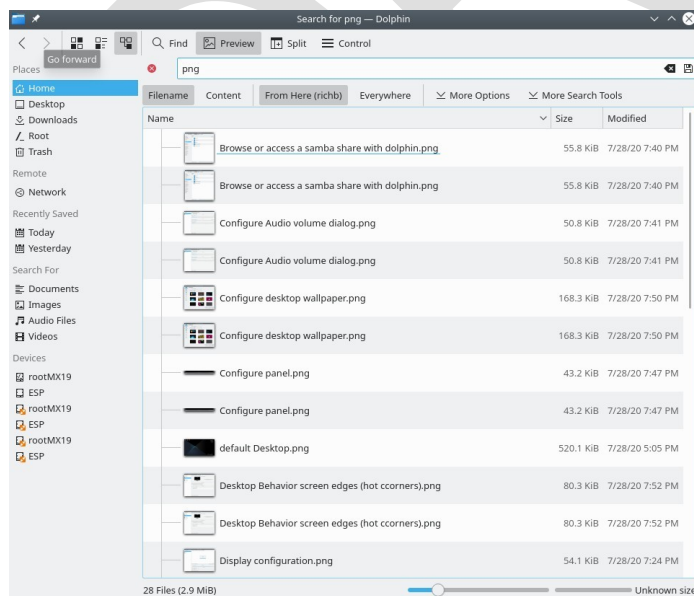 Search for png — Dolphin
Find Preview Split Control
Go forward
Places
png
Home
Desktop
Downloads
Root
Trash
Remote
Network
Recently Saved
Today
Yesterday
Search For
Documents
Images
Audio Files
Videos
Devices
rootMX19
ESP
rootMX19
ESP
rootMX19
ESP
Filename Content From Here (richb) Everywhere More Options More Search Tools
Name Size Modified
Browse or access a samba share with dolphin.png 55.8 KiB 7/28/20 7:40 PM
Browse or access a samba share with dolphin.png 55.8 KiB 7/28/20 7:40 PM
Configure Audio volume dialog.png 50.8 KiB 7/28/20 7:41 PM
Configure Audio volume dialog.png 50.8 KiB 7/28/20 7:41 PM
Configure desktop wallpaper.png 168.3 KiB 7/28/20 7:50 PM
Configure desktop wallpaper.png 168.3 KiB 7/28/20 7:50 PM
Configure panel.png 43.2 KiB 7/28/20 7:47 PM
Configure panel.png 43.2 KiB 7/28/20 7:47 PM
default Desktop.png 520.1 KiB 7/28/20 5:05 PM
Desktop Behavior screen edges (hot ccorners).png 80.3 KiB 7/28/20 7:52 PM
Desktop Behavior screen edges (hot ccorners).png 80.3 KiB 7/28/20 7:52 PM
Display configuration.png 54.1 KiB 7/28/20 7:24 PM
28 Files (2.9 MiB) Unknown size